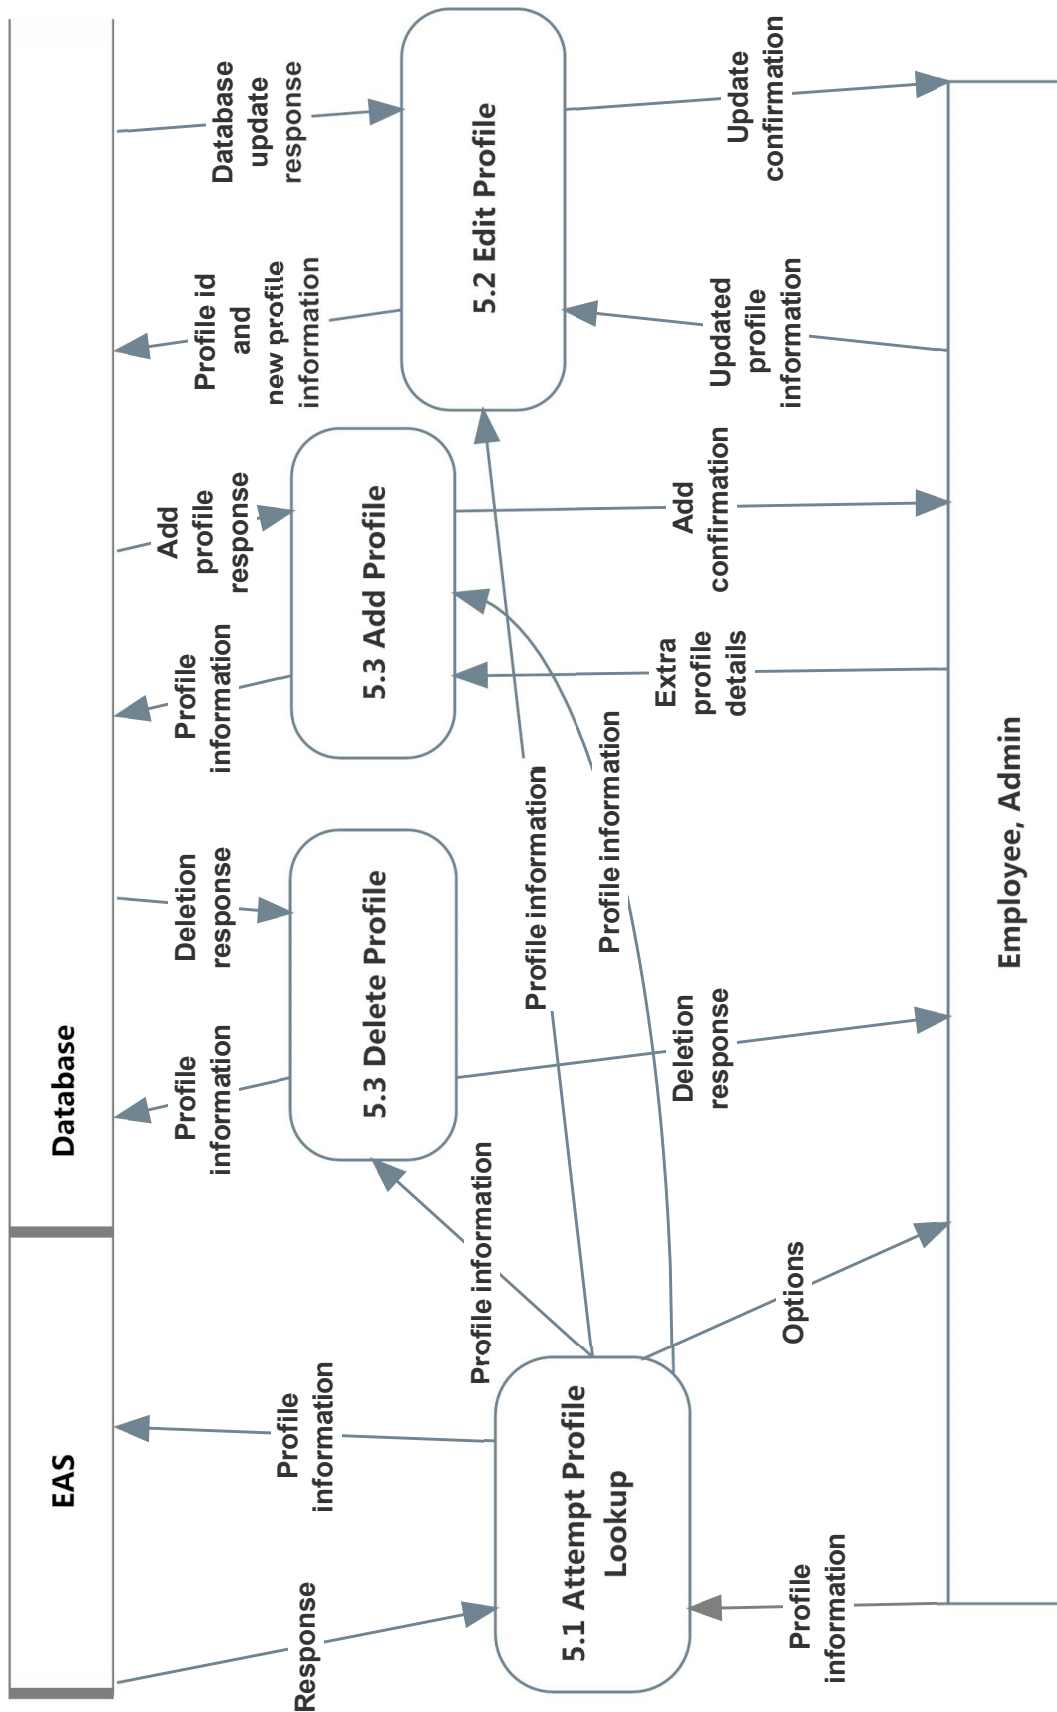 EAS
Database
Response
Profile
information
Profile
information
Deletion
response
Profile
information
Add
profile
response
Profile id
and
new profile
information
Database
update
response
5.1 Attempt Profile
Lookup
5.3 Delete Profile
5.3 Add Profile
5.2 Edit Profile
Profile information
Profile information
Profile information
Profile
information
Options
Deletion
response
Extra
profile
details
Add
confirmation
Updated
profile
information
Update
confirmation
Employee, Admin